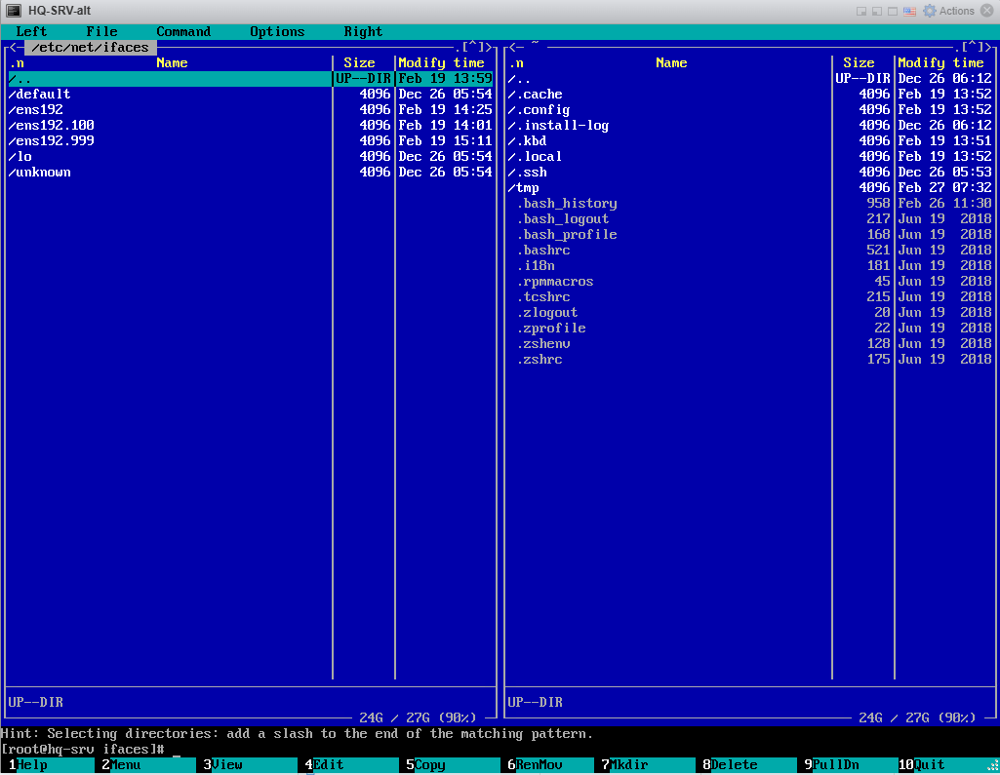 HQ-SRV-alt Actions
Left File Command Options Right
<─ /etc/net/ifaces .[^]>
.n Name Size Modify time
/.. UP--DIR Feb 19 13:59
/default 4096 Dec 26 05:54
/ens192 4096 Feb 19 14:25
/ens192.100 4096 Feb 19 14:01
/ens192.999 4096 Feb 19 15:11
/lo 4096 Dec 26 05:54
/unknown 4096 Dec 26 05:54
UP--DIR
24G / 27G (90%)
<─ ~ .[^]>
.n Name Size Modify time
/.. UP--DIR Dec 26 06:12
/.cache 4096 Feb 19 13:52
/.config 4096 Feb 19 13:52
/.install-log 4096 Dec 26 06:12
/.kbd 4096 Feb 19 13:51
/.local 4096 Feb 19 13:52
/.ssh 4096 Dec 26 05:53
/tmp 4096 Feb 27 07:32
.bash_history 958 Feb 26 11:30
.bash_logout 217 Jun 19 2018
.bash_profile 168 Jun 19 2018
.bashrc 521 Jun 19 2018
.i18n 181 Jun 19 2018
.rpmmacros 45 Jun 19 2018
.tcshrc 215 Jun 19 2018
.zlogout 20 Jun 19 2018
.zprofile 22 Jun 19 2018
.zshenv 128 Jun 19 2018
.zshrc 175 Jun 19 2018
UP--DIR
24G / 27G (90%)
Hint: Selecting directories: add a slash to the end of the matching pattern.
[root@hq-srv ifaces]# _
1Help 2Menu 3View 4Edit 5Copy 6RenMov 7Mkdir 8Delete 9PullDn 10Quit